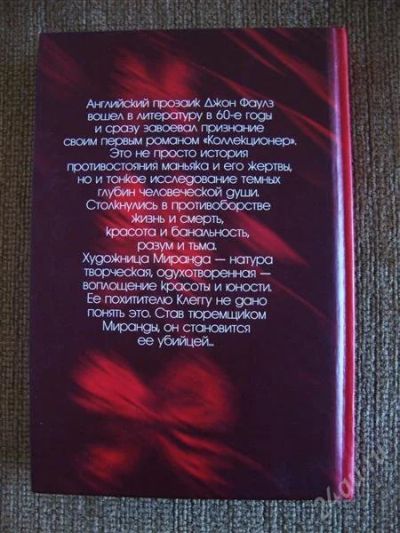 Английский прозаик Джон Фаулз
вошел в литературу в 60-е годы
и сразу завоевал признание
своим первым романом «Коллекционер».
Это не просто история
противостояния маньяка и его жертвы,
но и тонкое исследование темных
глубин человеческой души.
Столкнулись в противоборстве
жизнь и смерть,
красота и банальность,
разум и тьма.
Художница Миранда — натура
творческая, одухотворенная —
воплощение красоты и юности.
Ее похитителю Клеггу не дано
понять это. Став тюремщиком
Миранды, он становится
ее убийцей...
24au.ru